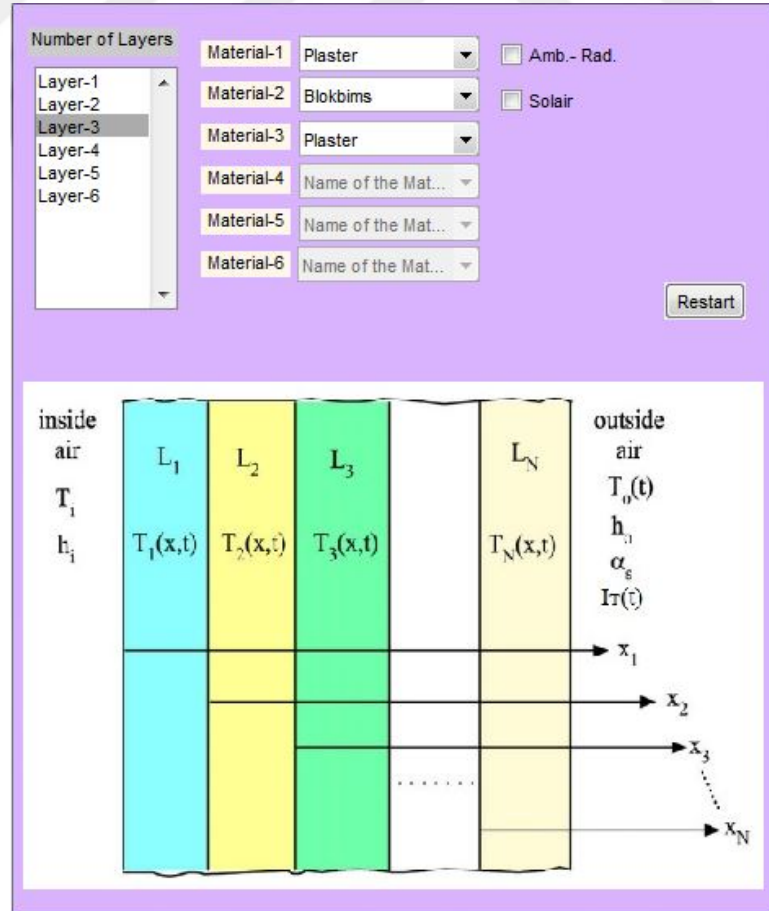 Number of Layers
Layer-1
Layer-2
Layer-3
Layer-4
Layer-5
Layer-6
Material-1 Plaster
Material-2 Blokbims
Material-3 Plaster
Material-4 Name of the Mat...
Material-5 Name of the Mat...
Material-6 Name of the Mat...
Amb.- Rad.
Solair
Restart
inside
air
T_i
h_i
L_1 L_2 L_3 L_N
T_1(x,t) T_2(x,t) T_3(x,t) T_N(x,t)
outside
air
T_o(t)
h_o
α_s
I_T(t)
x_1
x_2
x_3
x_N